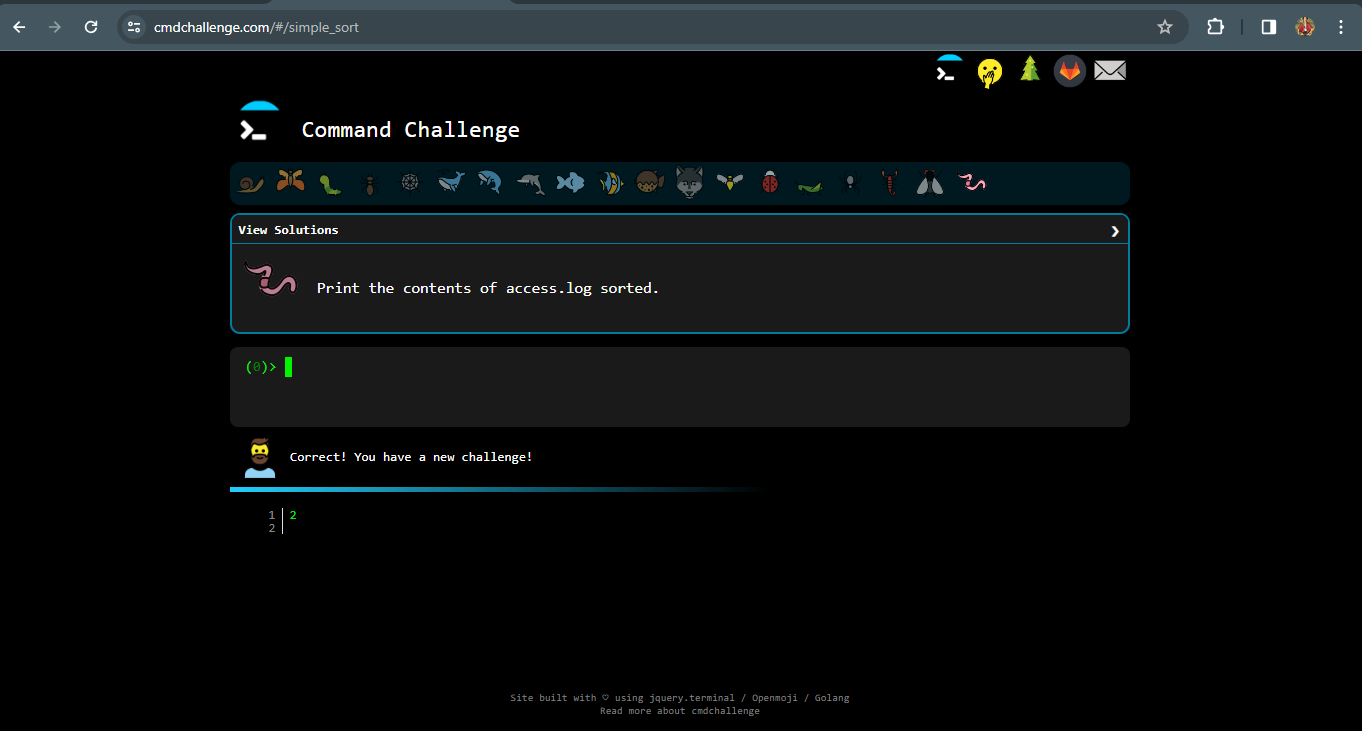 cmdchallenge.com/#/simple_sort
Command Challenge
View Solutions
Print the contents of access.log sorted.
(0)>
Correct! You have a new challenge!
1 2
2
Site built with ♡ using jquery.terminal / Openmoji / Golang
Read more about cmdchallenge